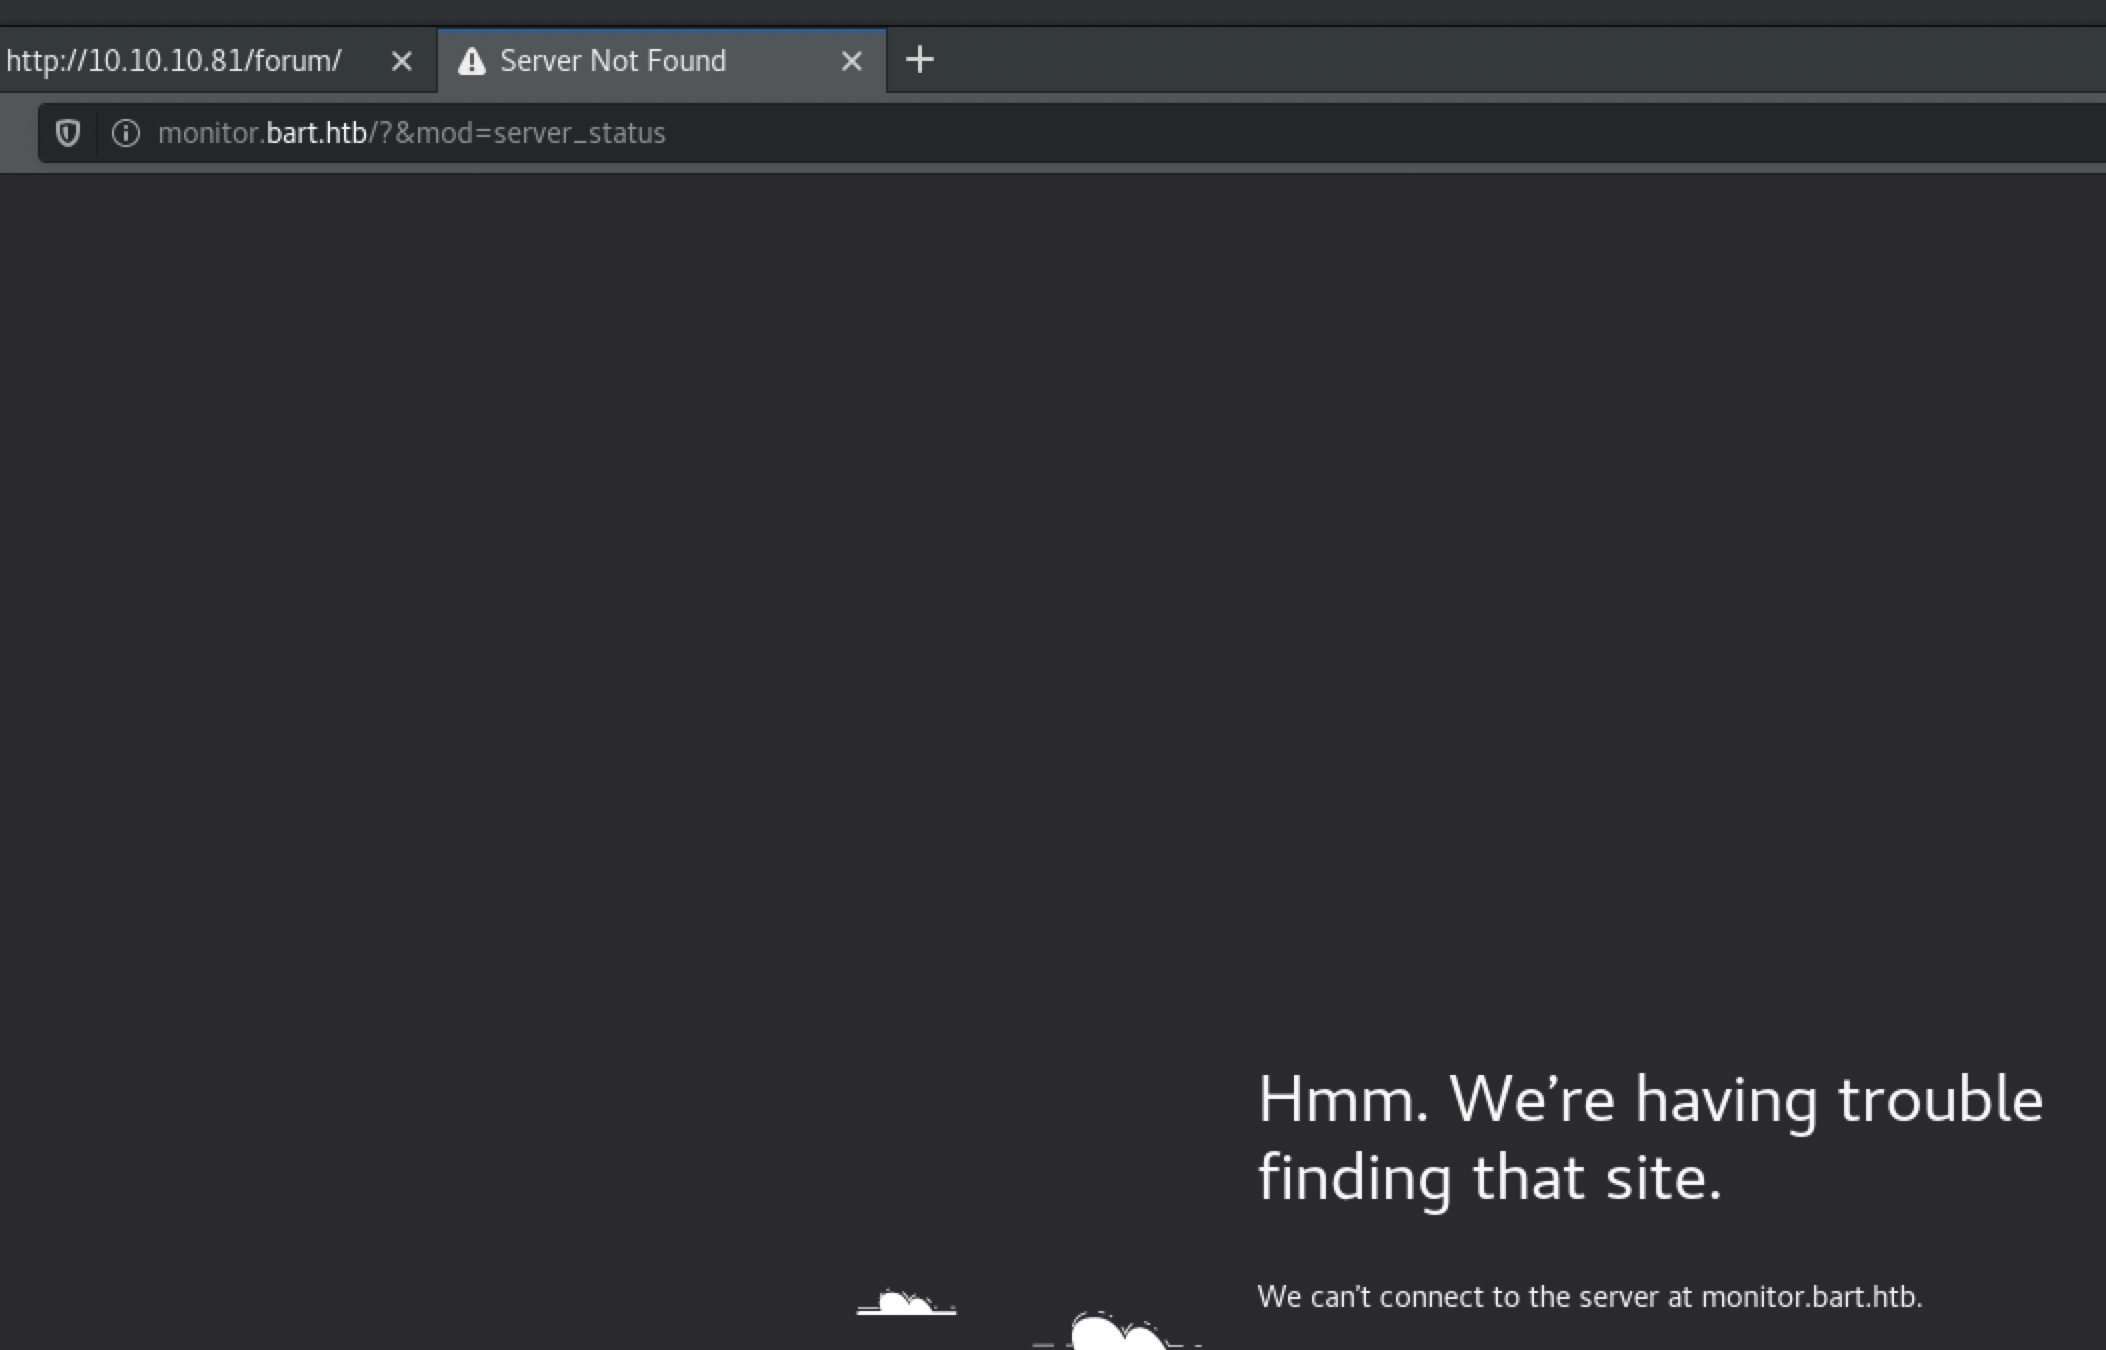 http://10.10.10.81/forum/
Server Not Found
monitor.bart.htb/?&mod=server_status
Hmm. We’re having trouble
finding that site.
We can’t connect to the server at monitor.bart.htb.